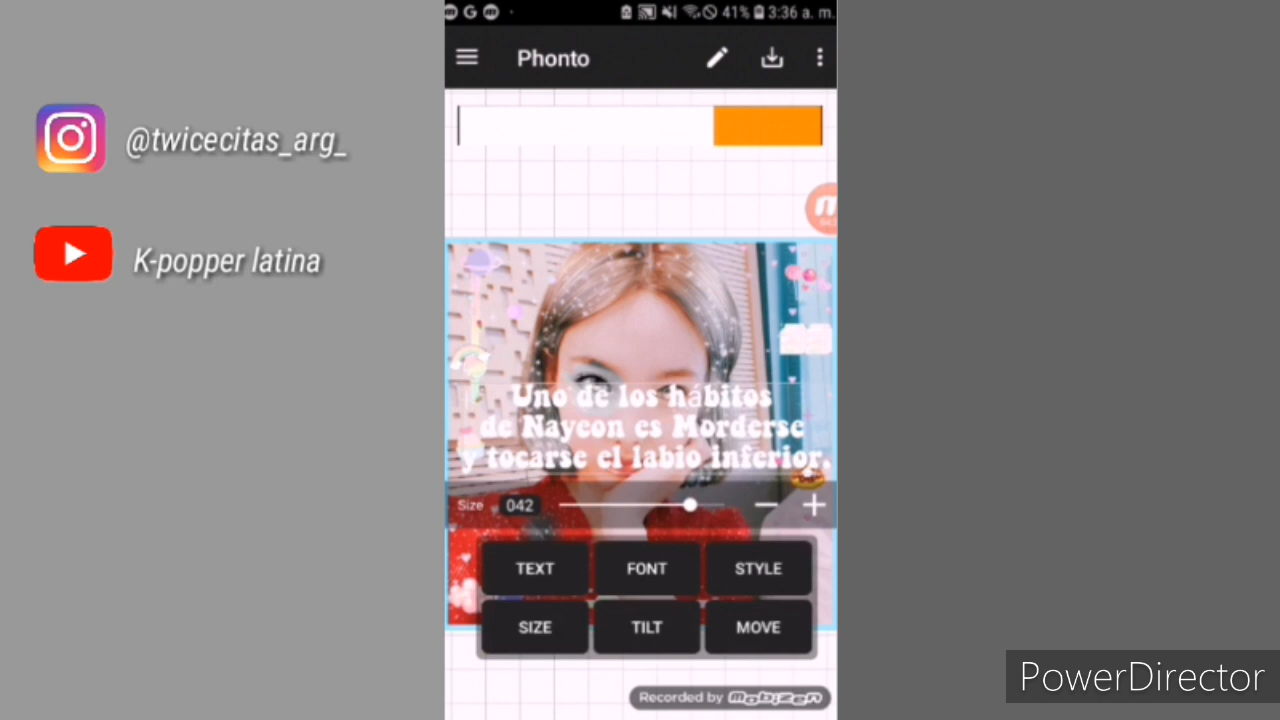 41% 3:36 a. m.
Phonto
@twicecitas_arg_
K-popper latina
Uno de los hábitos
de Nayeon es Morderse
y tocarse el labio inferior.
Size 042
TEXT FONT STYLE
SIZE TILT MOVE
Recorded by Mobizen
PowerDirector